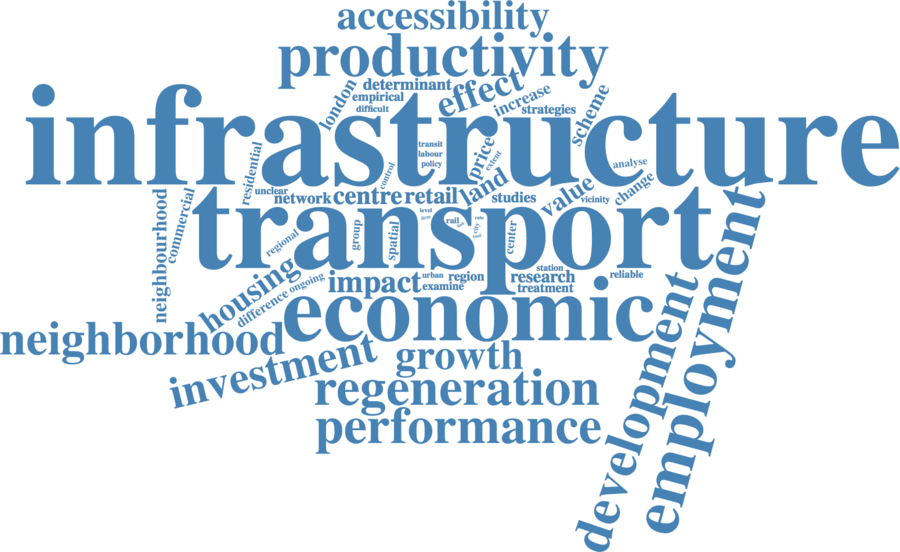 accessibility
productivity
determinant
effect
increase
london
empirical
difficult
strategies
scheme
infrastructure
transit
labour
policy
price
extent
analyse
residential
control
unclear
network
centre
retail
land
studies
value
vicinity
change
neighbourhood
commercial
transport
level
rail
city
group
spatial
center
regional
employment
housing
difference
ongoing
impact
urban
examine
region
station
research
treatment
reliable
economic
development
neighborhood
investment
growth
regeneration
performance